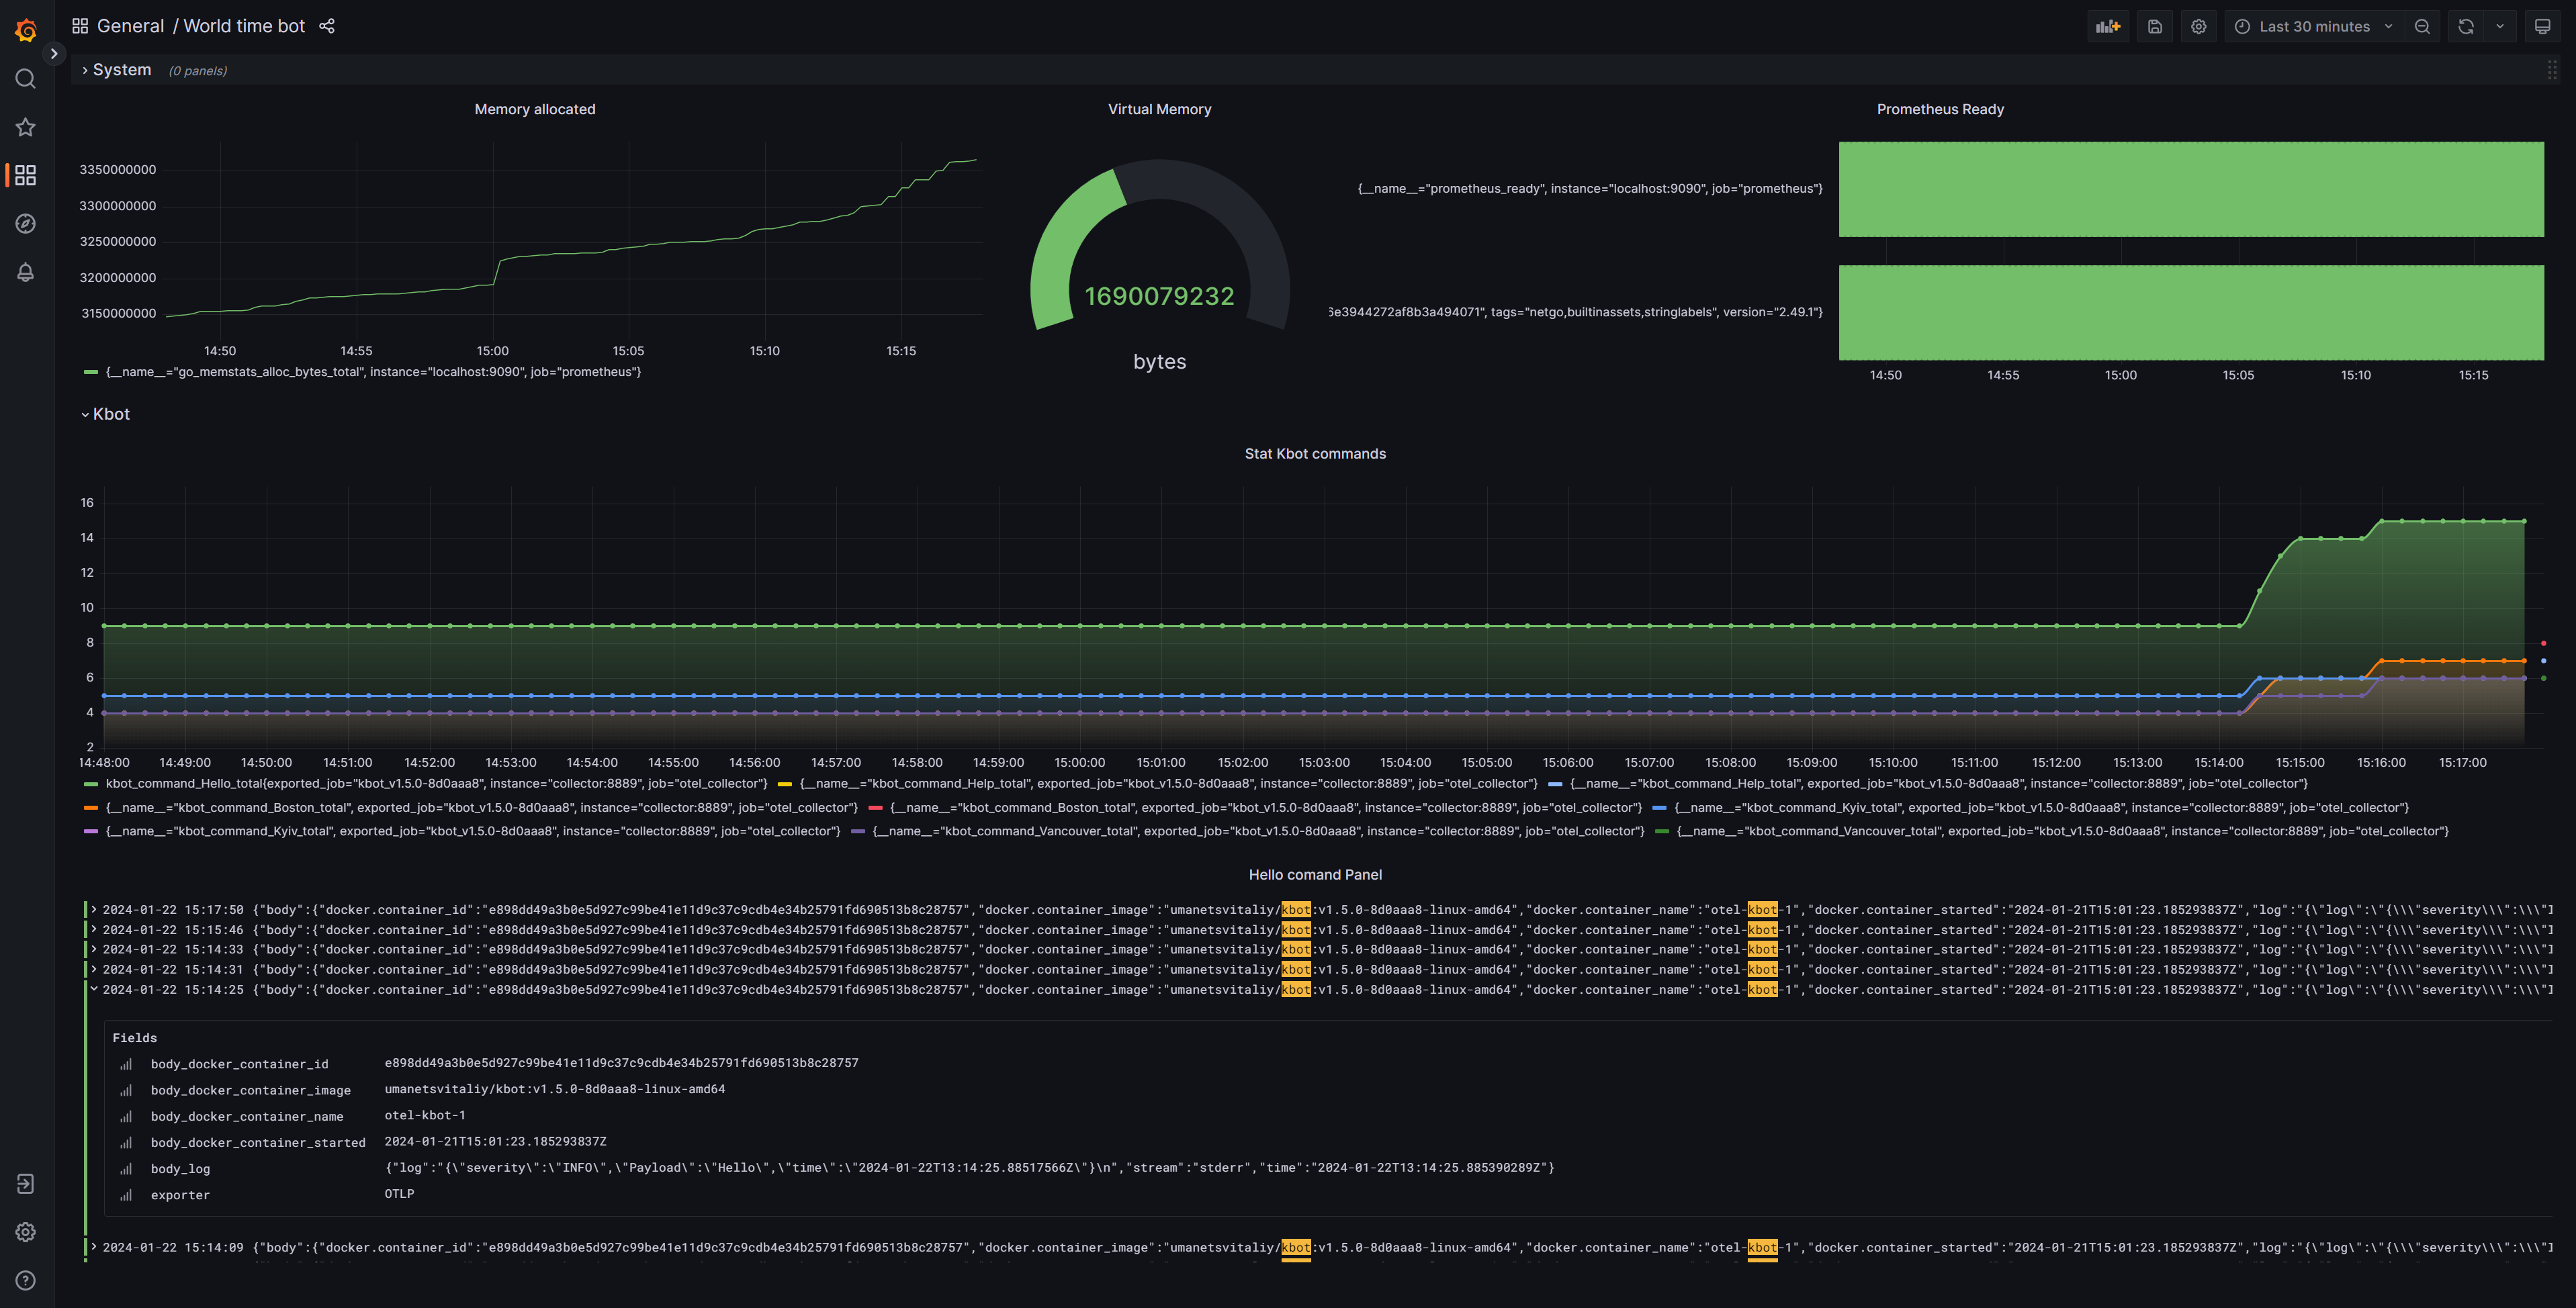 General / World time bot
Last 30 minutes
System (0 panels)
Memory allocated
3350000000
3300000000
3250000000
3200000000
3150000000
14:50 14:55 15:00 15:05 15:10 15:15
{__name__="go_memstats_alloc_bytes_total", instance="localhost:9090", job="prometheus"}
Virtual Memory
1690079232
bytes
Prometheus Ready
{__name__="prometheus_ready", instance="localhost:9090", job="prometheus"}
6e3944272af8b3a494071", tags="netgo,builtinassets,stringlabels", version="2.49.1"}
14:50 14:55 15:00 15:05 15:10 15:15
Kbot
Stat Kbot commands
16
14
12
10
8
6
4
2
14:48:00 14:49:00 14:50:00 14:51:00 14:52:00 14:53:00 14:54:00 14:55:00 14:56:00 14:57:00 14:58:00 14:59:00 15:00:00 15:01:00 15:02:00 15:03:00 15:04:00 15:05:00 15:06:00 15:07:00 15:08:00 15:09:00 15:10:00 15:11:00 15:12:00 15:13:00 15:14:00 15:15:00 15:16:00 15:17:00
kbot_command_Hello_total{exported_job="kbot_v1.5.0-8d0aaa8", instance="collector:8889", job="otel_collector"} {__name__="kbot_command_Help_total", exported_job="kbot_v1.5.0-8d0aaa8", instance="collector:8889", job="otel_collector"} {__name__="kbot_command_Help_total", exported_job="kbot_v1.5.0-8d0aaa8", instance="collector:8889", job="otel_collector"}
{__name__="kbot_command_Boston_total", exported_job="kbot_v1.5.0-8d0aaa8", instance="collector:8889", job="otel_collector"} {__name__="kbot_command_Boston_total", exported_job="kbot_v1.5.0-8d0aaa8", instance="collector:8889", job="otel_collector"} {__name__="kbot_command_Kyiv_total", exported_job="kbot_v1.5.0-8d0aaa8", instance="collector:8889", job="otel_collector"}
{__name__="kbot_command_Kyiv_total", exported_job="kbot_v1.5.0-8d0aaa8", instance="collector:8889", job="otel_collector"} {__name__="kbot_command_Vancouver_total", exported_job="kbot_v1.5.0-8d0aaa8", instance="collector:8889", job="otel_collector"} {__name__="kbot_command_Vancouver_total", exported_job="kbot_v1.5.0-8d0aaa8", instance="collector:8889", job="otel_collector"}
Hello comand Panel
2024-01-22 15:17:50 {"body":{"docker.container_id":"e898dd49a3b0e5d927c99be41e11d9c37c9cdb4e34b25791fd690513b8c28757","docker.container_image":"umanetsvitaliy/kbot:v1.5.0-8d0aaa8-linux-amd64","docker.container_name":"otel-kbot-1","docker.container_started":"2024-01-21T15:01:23.185293837Z","log":"{\"log\":\"{\\\"severity\\\":\\\"I
2024-01-22 15:15:46 {"body":{"docker.container_id":"e898dd49a3b0e5d927c99be41e11d9c37c9cdb4e34b25791fd690513b8c28757","docker.container_image":"umanetsvitaliy/kbot:v1.5.0-8d0aaa8-linux-amd64","docker.container_name":"otel-kbot-1","docker.container_started":"2024-01-21T15:01:23.185293837Z","log":"{\"log\":\"{\\\"severity\\\":\\\"I
2024-01-22 15:14:33 {"body":{"docker.container_id":"e898dd49a3b0e5d927c99be41e11d9c37c9cdb4e34b25791fd690513b8c28757","docker.container_image":"umanetsvitaliy/kbot:v1.5.0-8d0aaa8-linux-amd64","docker.container_name":"otel-kbot-1","docker.container_started":"2024-01-21T15:01:23.185293837Z","log":"{\"log\":\"{\\\"severity\\\":\\\"I
2024-01-22 15:14:31 {"body":{"docker.container_id":"e898dd49a3b0e5d927c99be41e11d9c37c9cdb4e34b25791fd690513b8c28757","docker.container_image":"umanetsvitaliy/kbot:v1.5.0-8d0aaa8-linux-amd64","docker.container_name":"otel-kbot-1","docker.container_started":"2024-01-21T15:01:23.185293837Z","log":"{\"log\":\"{\\\"severity\\\":\\\"I
2024-01-22 15:14:25 {"body":{"docker.container_id":"e898dd49a3b0e5d927c99be41e11d9c37c9cdb4e34b25791fd690513b8c28757","docker.container_image":"umanetsvitaliy/kbot:v1.5.0-8d0aaa8-linux-amd64","docker.container_name":"otel-kbot-1","docker.container_started":"2024-01-21T15:01:23.185293837Z","log":"{\"log\":\"{\\\"severity\\\":\\\"I
Fields
body_docker_container_id e898dd49a3b0e5d927c99be41e11d9c37c9cdb4e34b25791fd690513b8c28757
body_docker_container_image umanetsvitaliy/kbot:v1.5.0-8d0aaa8-linux-amd64
body_docker_container_name otel-kbot-1
body_docker_container_started 2024-01-21T15:01:23.185293837Z
body_log {"log":"{\"severity\":\"INFO\",\"Payload\":\"Hello\",\"time\":\"2024-01-22T13:14:25.88517566Z\"}\n","stream":"stderr","time":"2024-01-22T13:14:25.885390289Z"}
exporter OTLP
2024-01-22 15:14:09 {"body":{"docker.container_id":"e898dd49a3b0e5d927c99be41e11d9c37c9cdb4e34b25791fd690513b8c28757","docker.container_image":"umanetsvitaliy/kbot:v1.5.0-8d0aaa8-linux-amd64","docker.container_name":"otel-kbot-1","docker.container_started":"2024-01-21T15:01:23.185293837Z","log":"{\"log\":\"{\\\"severity\\\":\\\"I